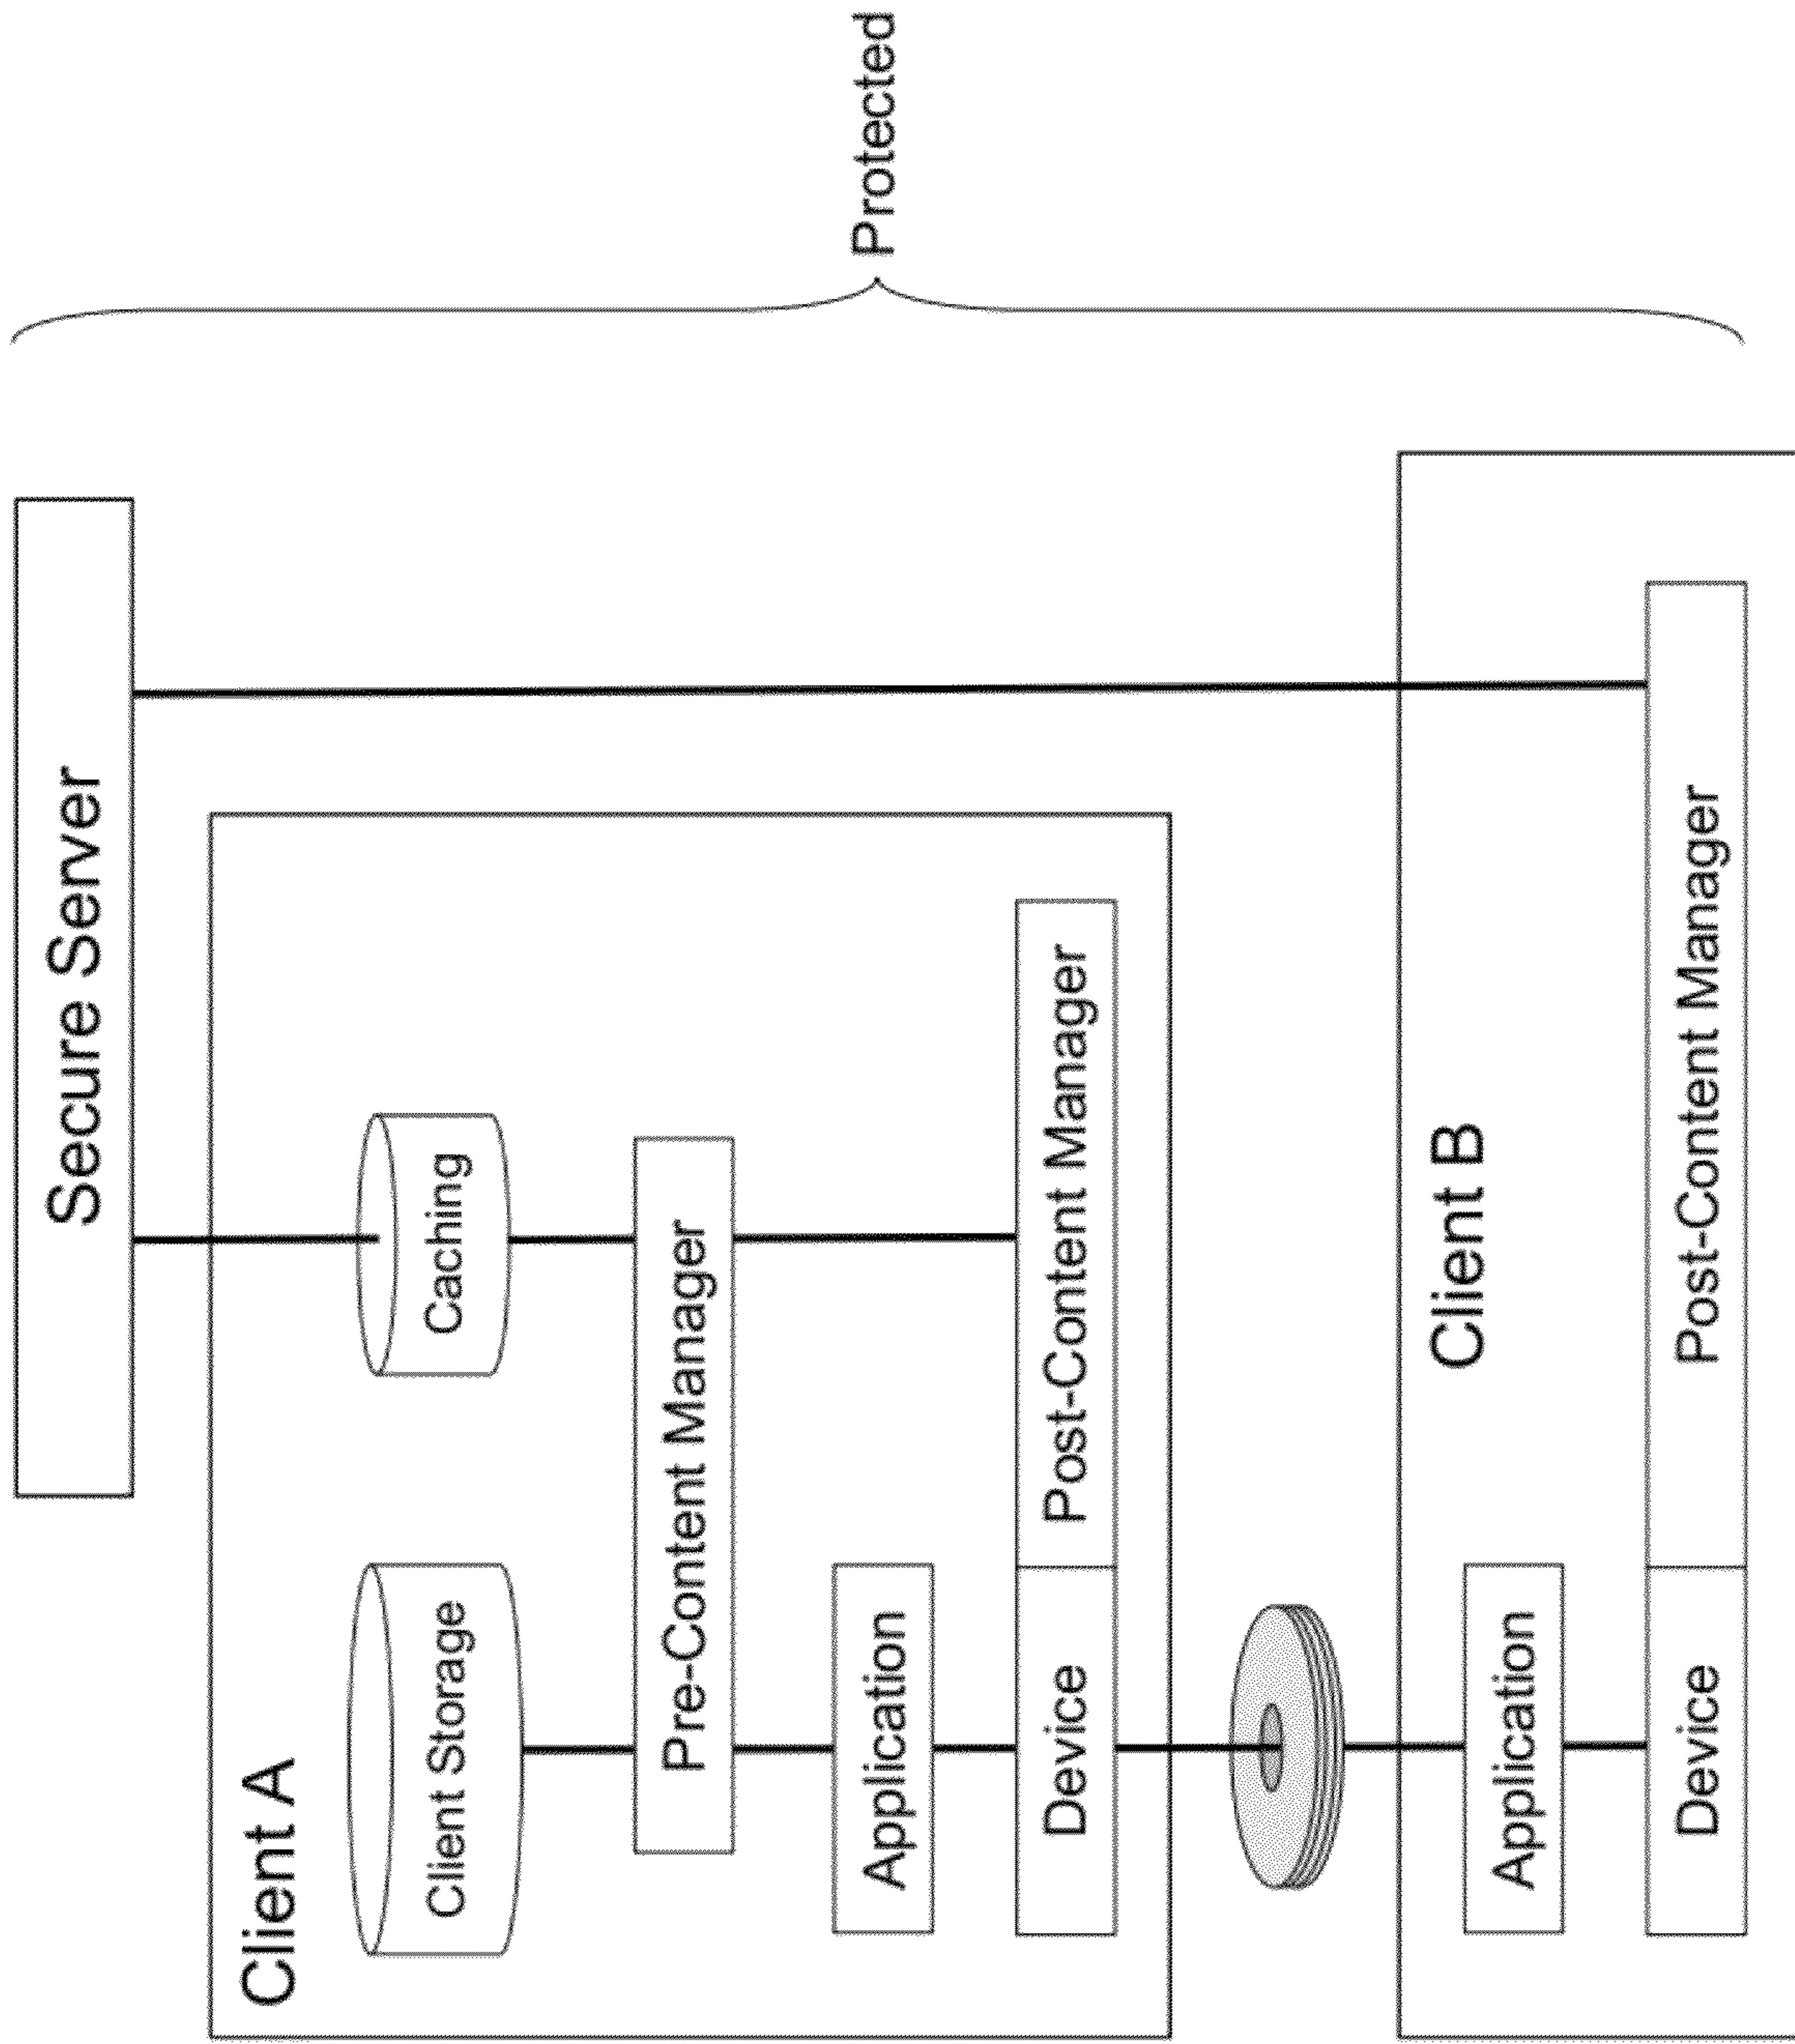 Secure Server
Client A
Client Storage
Caching
Pre-Content Manager
Application
Device
Post-Content Manager
Client B
Application
Device
Post-Content Manager
Protected